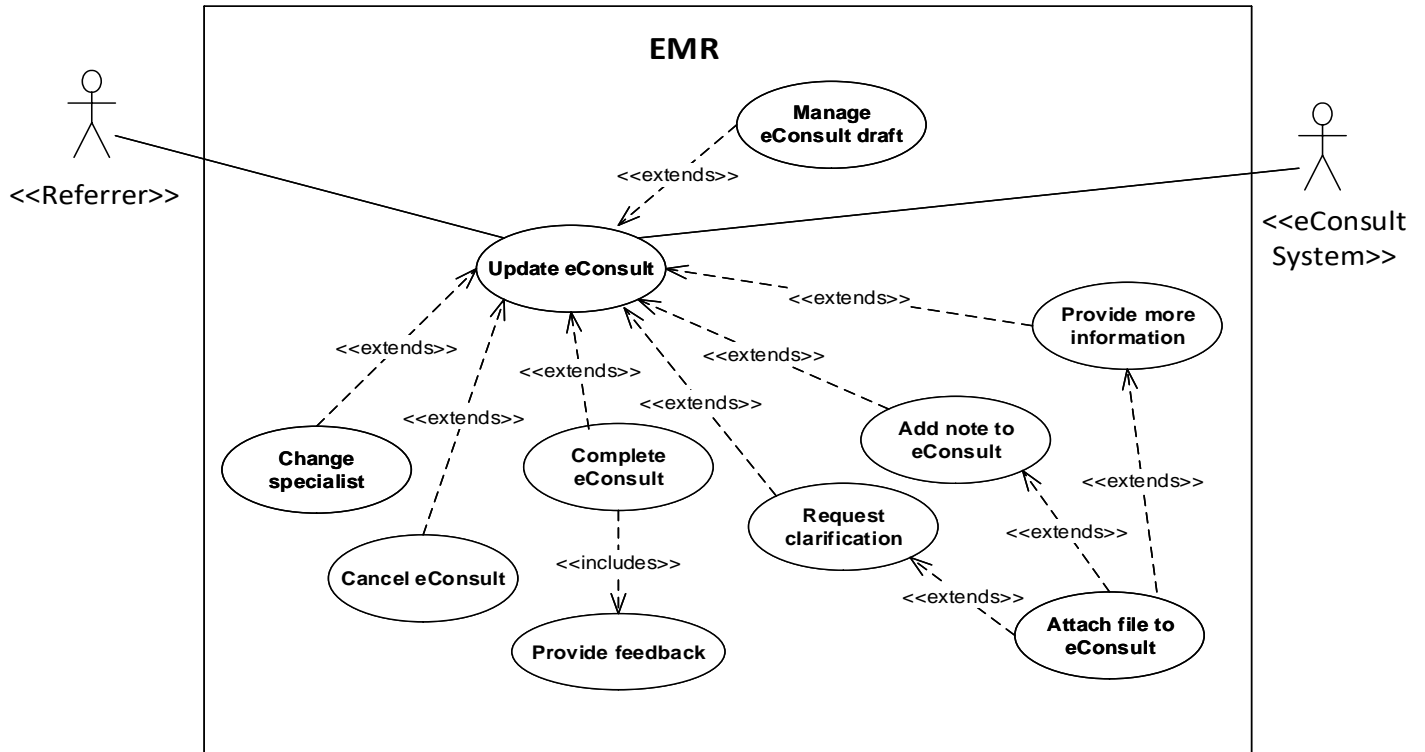 EMR
Manage
eConsult draft
<<extends>>
<<Referrer>>
<<eConsult
System>>
Update eConsult
<<extends>>
Provide more
information
<<extends>>
<<extends>>
<<extends>>
<<extends>>
<<extends>>
Change
specialist
Complete
eConsult
Add note to
eConsult
<<extends>>
Request
clarification
<<extends>>
<<includes>>
Cancel eConsult
<<extends>>
Attach file to
eConsult
Provide feedback